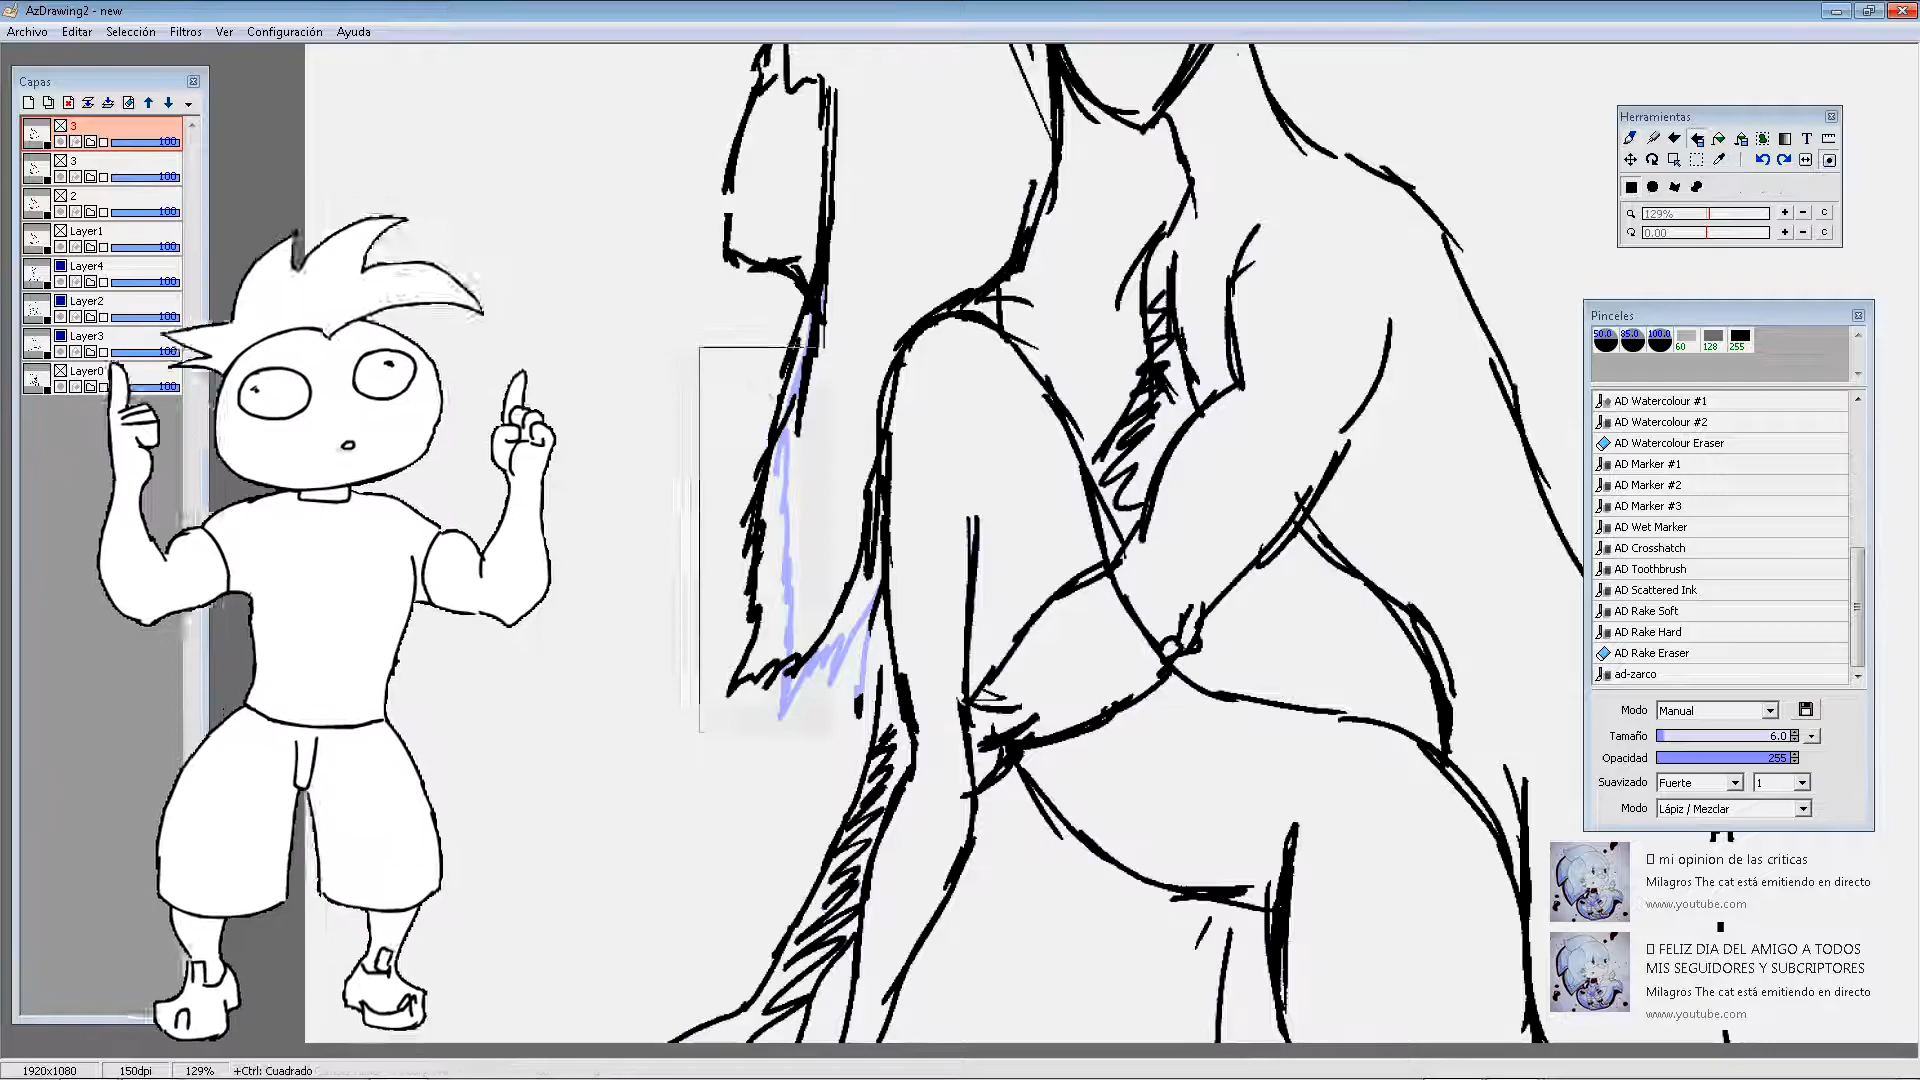 AzDrawing2 - new
Archivo Editar Selección Filtros Ver Configuración Ayuda
Capas
3
100
3
100
2
100
Layer1
100
Layer4
100
Layer2
100
Layer3
100
Layer0
100
Herramientas
T
129% + - C
0.00 + - C
Pinceles
50.0 85.0 100.0
60 128 255
AD Watercolour #1
AD Watercolour #2
AD Watercolour Eraser
AD Marker #1
AD Marker #2
AD Marker #3
AD Wet Marker
AD Crosshatch
AD Toothbrush
AD Scattered Ink
AD Rake Soft
AD Rake Hard
AD Rake Eraser
ad-zarco
Modo Manual
Tamaño 6.0
Opacidad 255
Suavizado Fuerte 1
Modo Lápiz / Mezclar
mi opinion de las criticas
Milagros The cat está emitiendo en directo
www.youtube.com
FELIZ DIA DEL AMIGO A TODOS
MIS SEGUIDORES Y SUBCRIPTORES
Milagros The cat está emitiendo en directo
www.youtube.com
1920x1080 150dpi 129% +Ctrl: Cuadrado